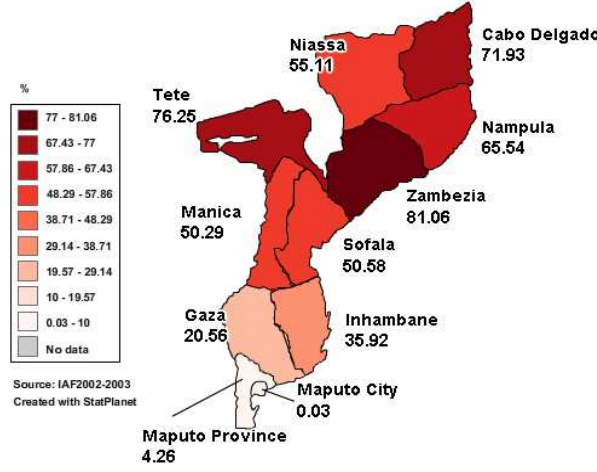 Cabo Delgado
71.93
Niassa
55.11
%
Tete
76.25
77 - 81.06
67.43 - 77
57.86 - 67.43
48.29 - 57.86
38.71 - 48.29
29.14 - 38.71
19.57 - 29.14
10 - 19.57
0.03 - 10
No data
Nampula
65.54
Zambezia
81.06
Manica
50.29
Sofala
50.58
Gaza
20.56
Inhambane
35.92
Source: IAF2002-2003
Created with StatPlanet
Maputo City
0.03
Maputo Province
4.26